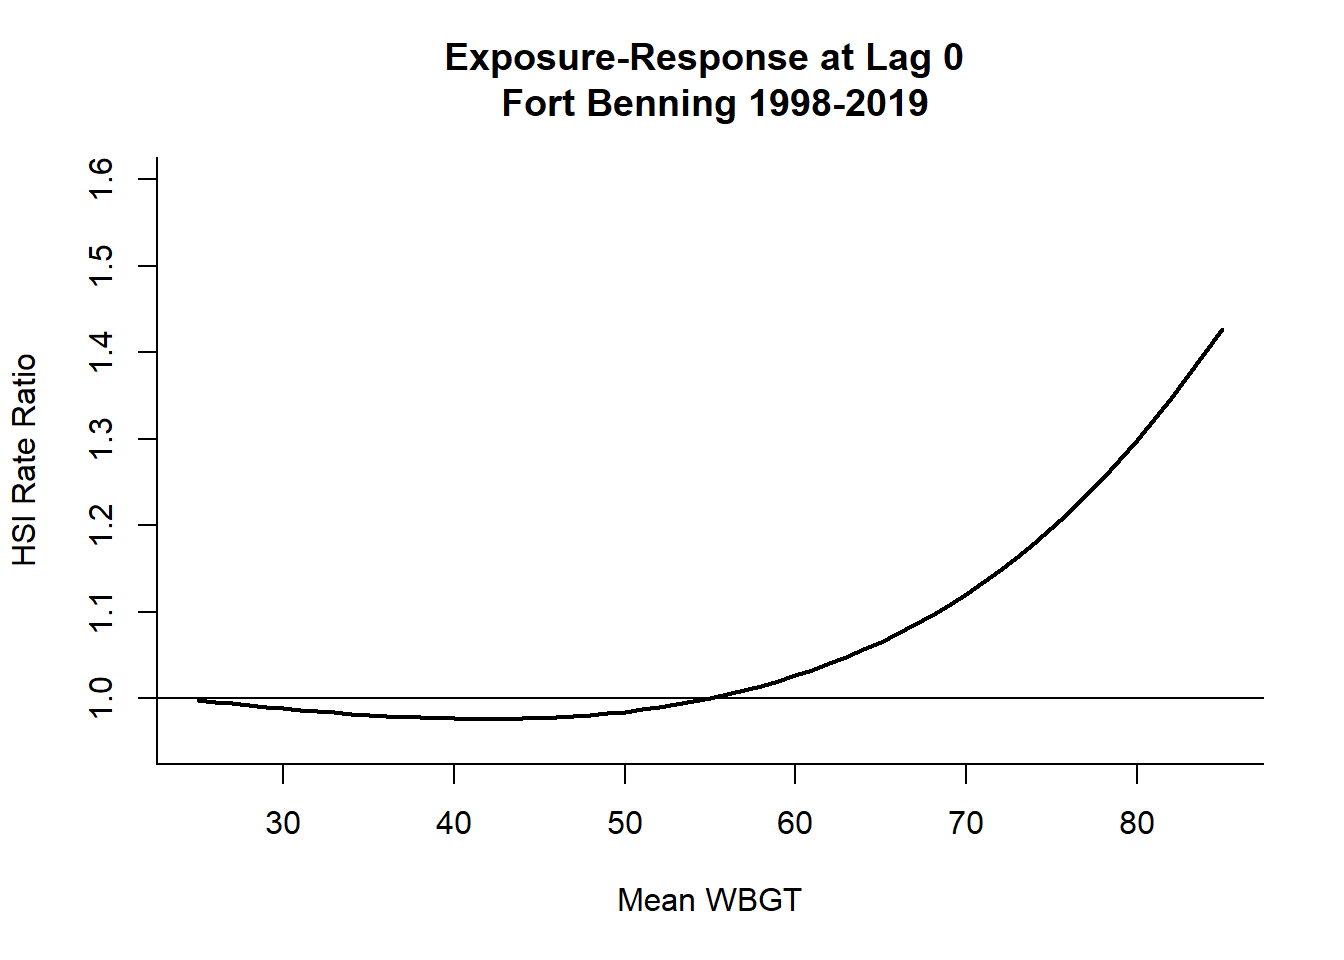 Exposure-Response at Lag 0
Fort Benning 1998-2019
HSI Rate Ratio
1.6
1.5
1.4
1.3
1.2
1.1
1.0
30 40 50 60 70 80
Mean WBGT